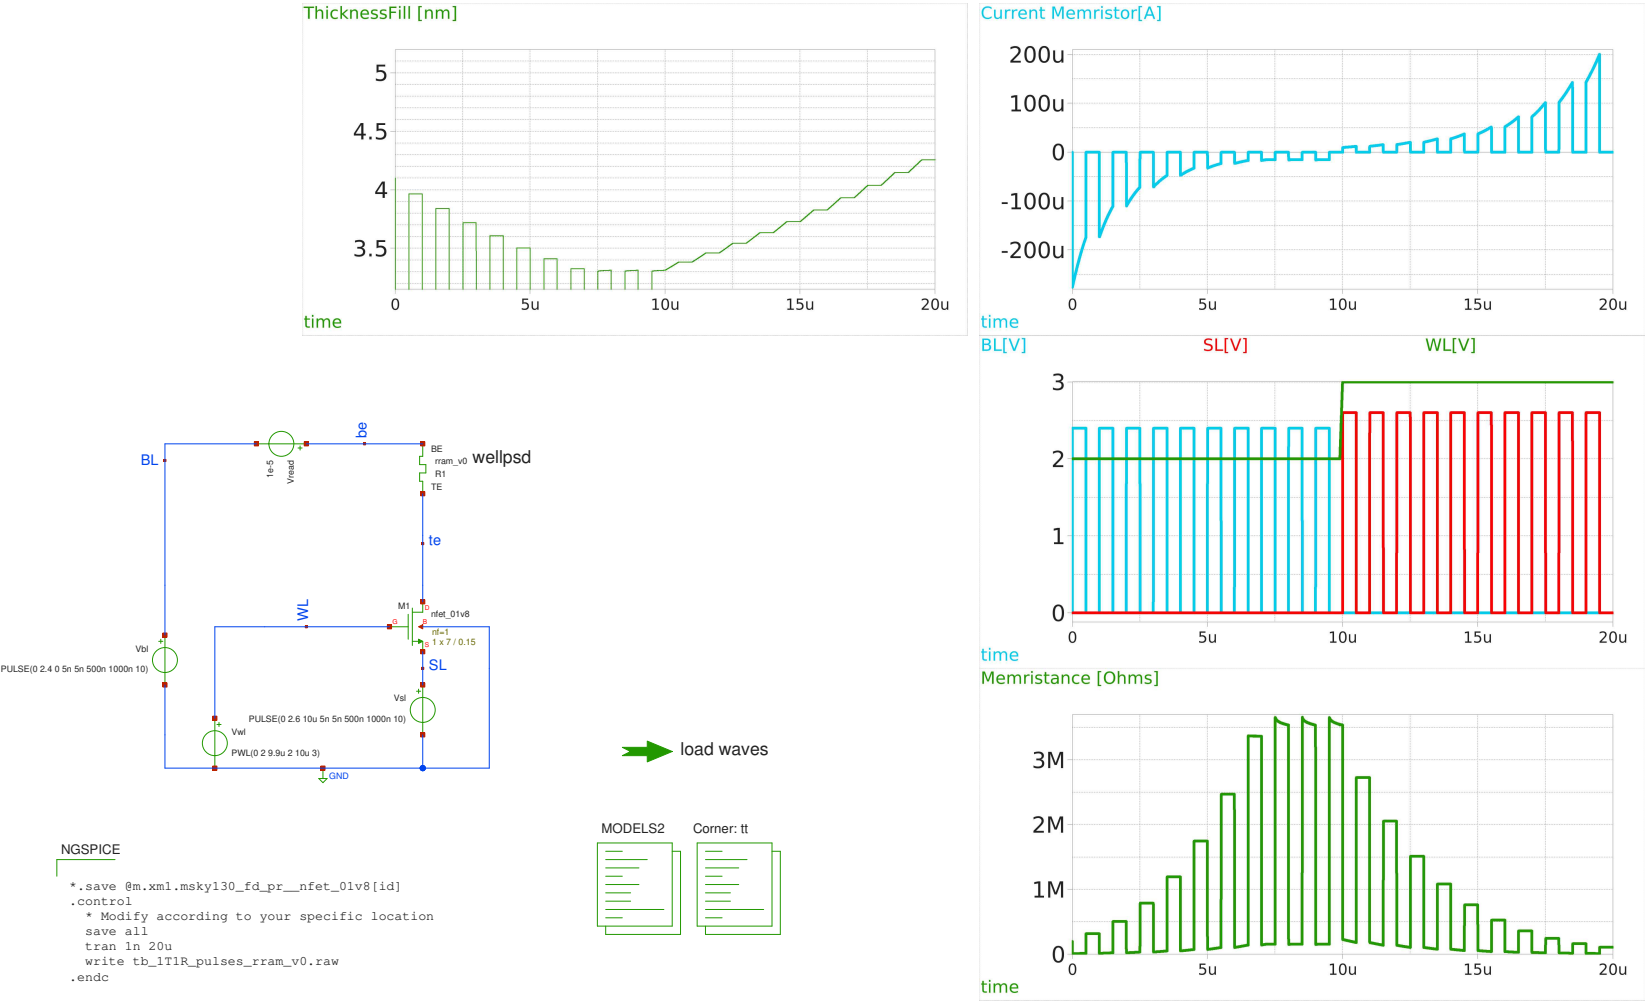 ThicknessFill [nm]
5
4.5
4
3.5
0
5u
10u
15u
20u
time
Current Memristor[A]
200u
100u
0
-100u
-200u
0
5u
10u
15u
20u
time
BL[V]
SL[V]
WL[V]
3
2
1
0
0
5u
10u
15u
20u
time
Memristance [Ohms]
3M
2M
1M
0
0
5u
10u
15u
20u
time
BL
1e-5
Vread
be
BE
rram_v0
wellpsd
R1
TE
te
WL
M1
D
nfet_01v8
G
B
nf=1
S
1 x 7 / 0.15
SL
Vbl
PULSE(0 2.4 0 5n 5n 500n 1000n 10)
Vsl
PULSE(0 2.6 10u 5n 5n 500n 1000n 10)
Vwl
PWL(0 2 9.9u 2 10u 3)
GND
load waves
MODELS2
Corner: tt
NGSPICE
*.save @m.xm1.msky130_fd_pr__nfet_01v8[id]
.control
* Modify according to your specific location
save all
tran 1n 20u
write tb_1T1R_pulses_rram_v0.raw
.endc